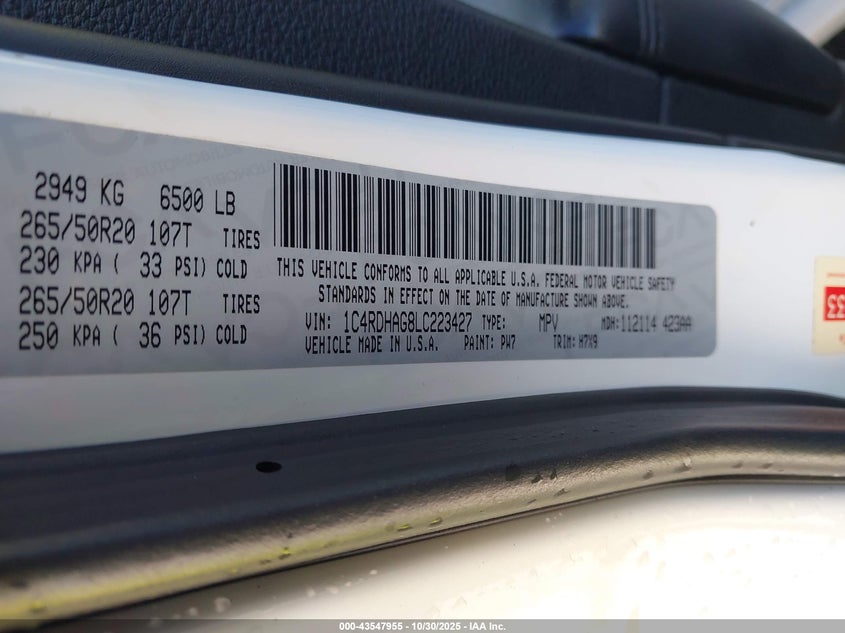 2949 KG 6500 LB
265/50R20 107T TIRES
230 KPA ( 33 PSI) COLD
265/50R20 107T TIRES
250 KPA ( 36 PSI) COLD
THIS VEHICLE CONFORMS TO ALL APPLICABLE U.S.A. FEDERAL MOTOR VEHICLE SAFETY
STANDARDS IN EFFECT ON THE DATE OF MANUFACTURE SHOWN ABOVE.
VIN: 1C4RDHAG8LC223427 TYPE: MPV MDH:112114 423AA
VEHICLE MADE IN U.S.A. PAINT: PW7 TRIM: H7X9
33
000-43547955 - 10/30/2025 - IAA Inc.